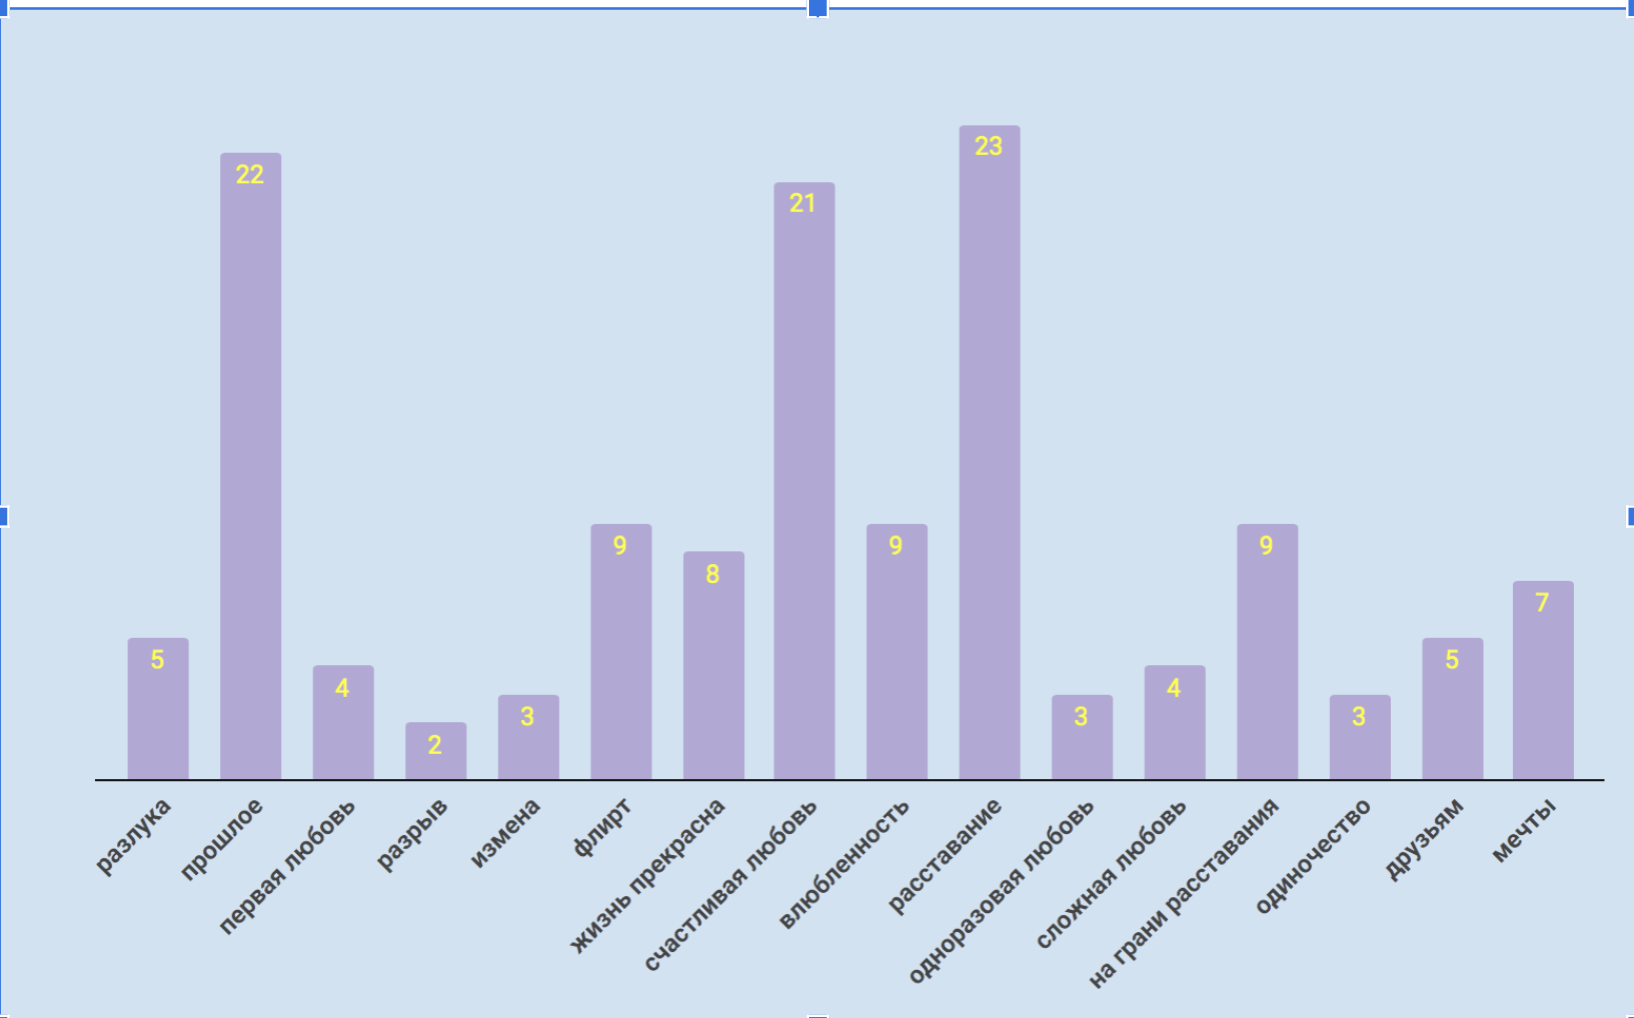 5
22
4
2
3
9
8
21
9
23
3
4
9
3
5
7
разлука
прошлое
первая любовь
разрыв
измена
флирт
жизнь прекрасна
счастливая любовь
влюбленность
расставание
одноразовая любовь
сложная любовь
на грани расставания
одиночество
друзьям
мечты